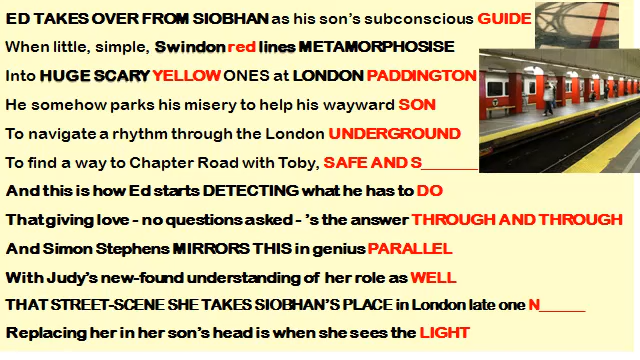 ED TAKES OVER FROM SIOBHAN as his son's subconscious GUIDE
When little, simple, Swindon red lines METAMORPHOSISE
Into HUGE SCARY YELLOW ONES at LONDON PADDINGTON
He somehow parks his misery to help his wayward SON
To navigate a rhythm through the London UNDERGROUND
To find a way to Chapter Road with Toby, SAFE AND S______
And this is how Ed starts DETECTING what he has to DO
That giving love - no questions asked - 's the answer THROUGH AND THROUGH
And Simon Stephens MIRRORS THIS in genius PARALLEL
With Judy's new-found understanding of her role as WELL
THAT STREET-SCENE SHE TAKES SIOBHAN'S PLACE in London late one N_____
Replacing her in her son's head is when she sees the LIGHT